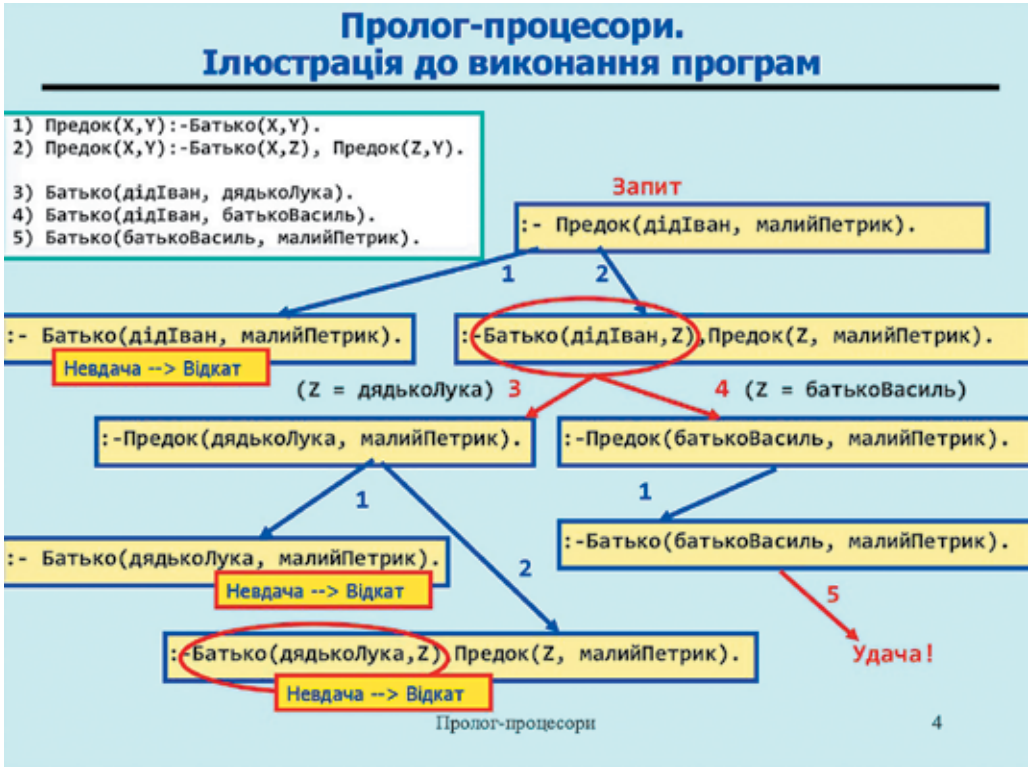 Пролог-процесори.
Ілюстрація до виконання програм
1) Предок(X,Y):-Батько(X,Y).
2) Предок(X,Y):-Батько(X,Z), Предок(Z,Y).
3) Батько(дідІван, дядькоЛука).
4) Батько(дідІван, батькоВасиль).
5) Батько(батькоВасиль, малийПетрик).
Запит
:- Предок(дідІван, малийПетрик).
1 2
:- Батько(дідІван, малийПетрик).
:-Батько(дідІван,Z),Предок(Z, малийПетрик).
Невдача --> Відкат
(Z = дядькоЛука) 3
4 (Z = батькоВасиль)
:-Предок(дядькоЛука, малийПетрик).
:-Предок(батькоВасиль, малийПетрик).
1
1
:- Батько(дядькоЛука, малийПетрик).
:-Батько(батькоВасиль, малийПетрик).
Невдача --> Відкат
2
5
:-Батько(дядькоЛука,Z),Предок(Z, малийПетрик).
Удача!
Невдача --> Відкат
Пролог-процесори
4